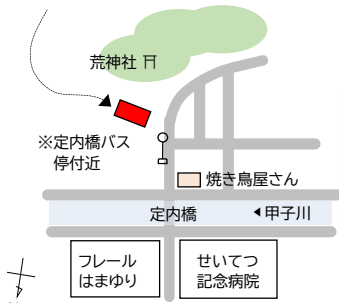 荒神社
※定内橋バス
停付近
焼き鳥屋さん
定内橋
甲子川
フレール
はまゆり
せいてつ
記念病院